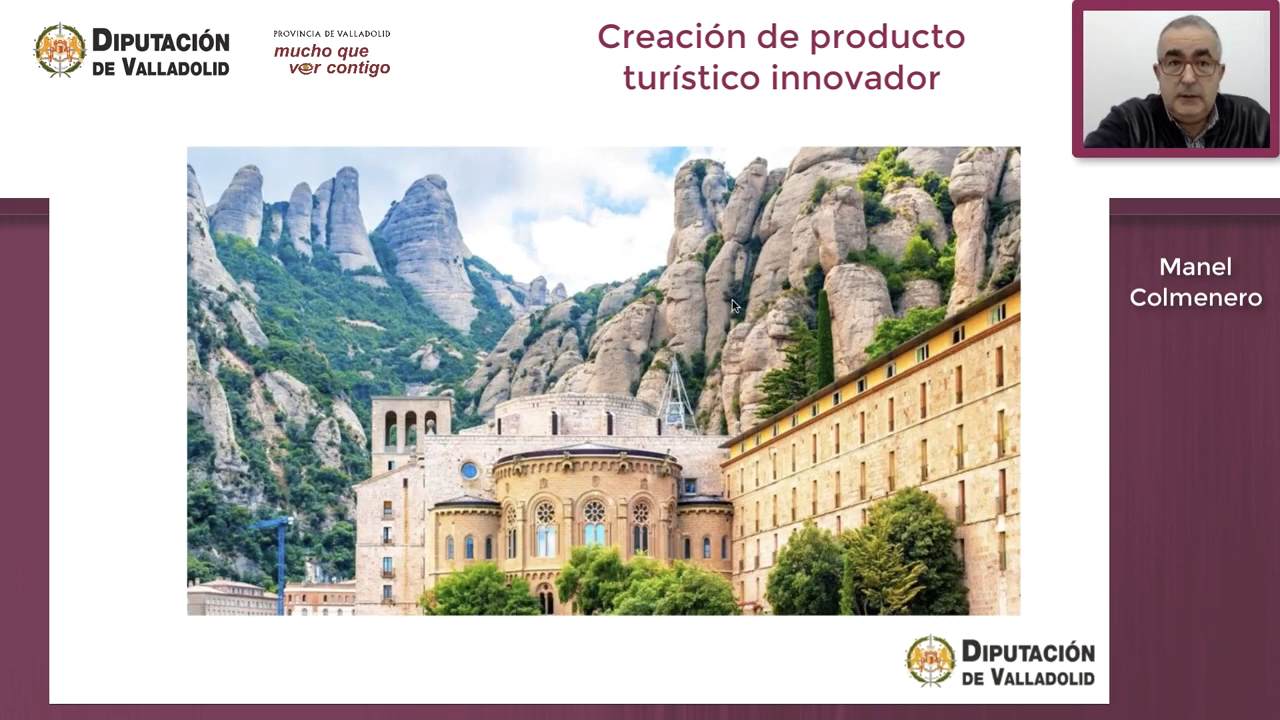 DIPUTACIÓN
DE VALLADOLID
PROVINCIA DE VALLADOLID
mucho que
ver contigo
Creación de producto
turístico innovador
Manel
Colmenero
DIPUTACIÓN
DE VALLADOLID